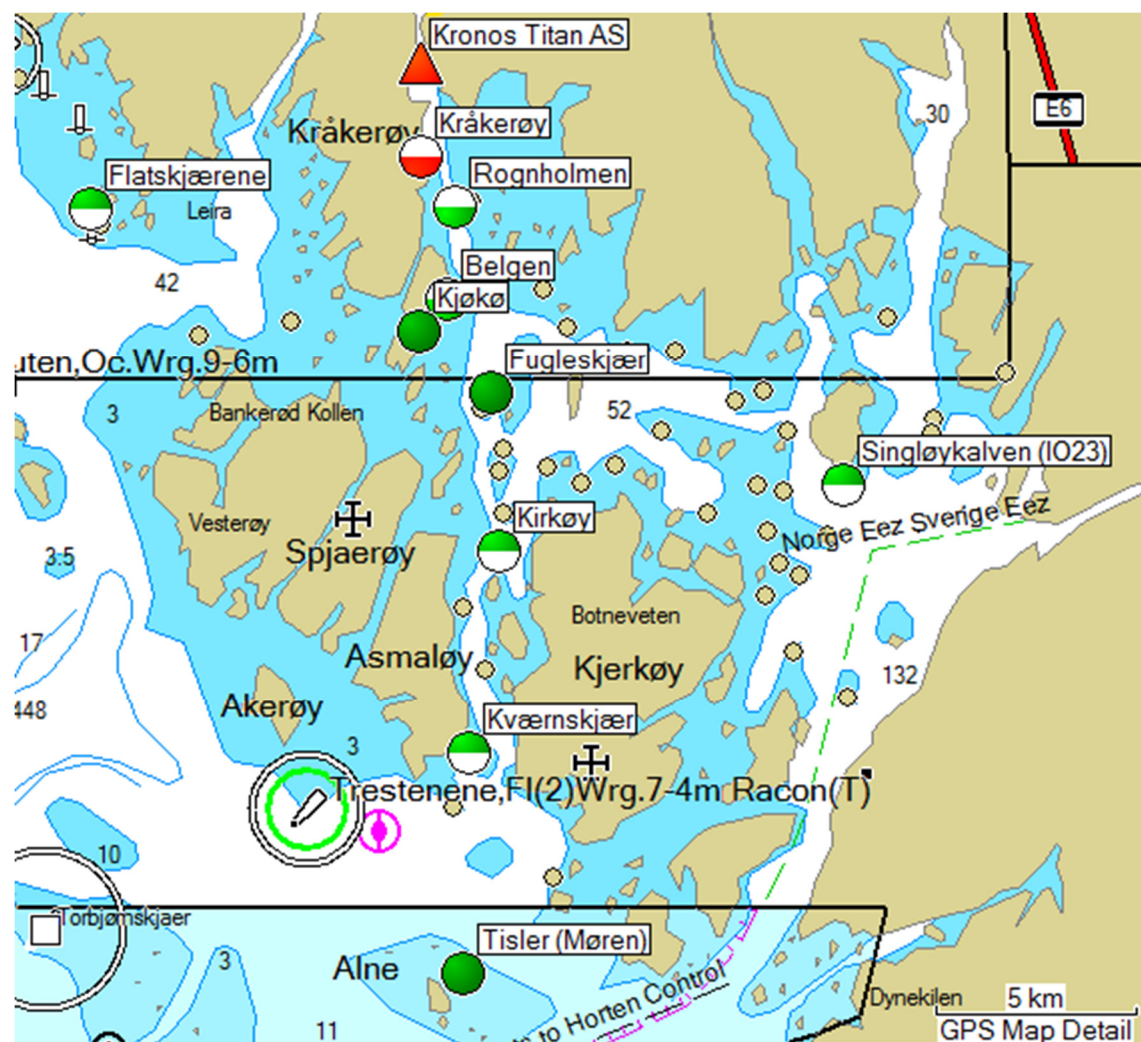 Kronos Titan AS
E6
30
Kråkerøy
Kråkerøy
Flatskjærene
Rognholmen
Leira
Belgen
42
Kjøkø
uten,Oc.Wrg.9-6m
Fugleskjær
3
Bankerød Kollen
52
Singløykalven (IO23)
Vesterøy
Kirkøy
Norge Eez Sverige Eez
Spjaerøy
3.5
Botneveten
17
Asmaløy
Kjerkøy
132
448
Akerøy
Kværnskjær
3
Trestenene,Fl(2)Wrg.7-4m Racon(T)
10
Torbjørnskjaer
Tisler (Møren)
3
Alne
to Horten Control
Dynekilen
5 km
11
GPS Map Detail